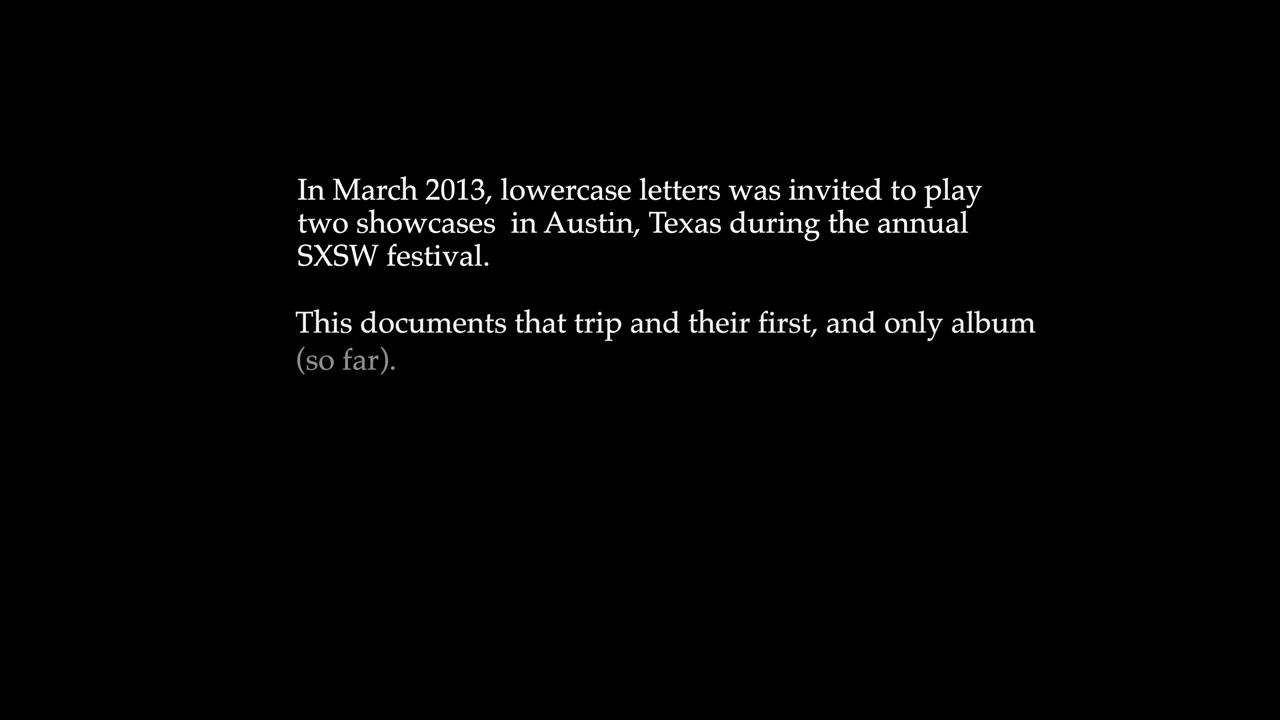 In March 2013, lowercase letters was invited to play
two showcases  in Austin, Texas during the annual
SXSW festival.
This documents that trip and their first, and only album
(so far).